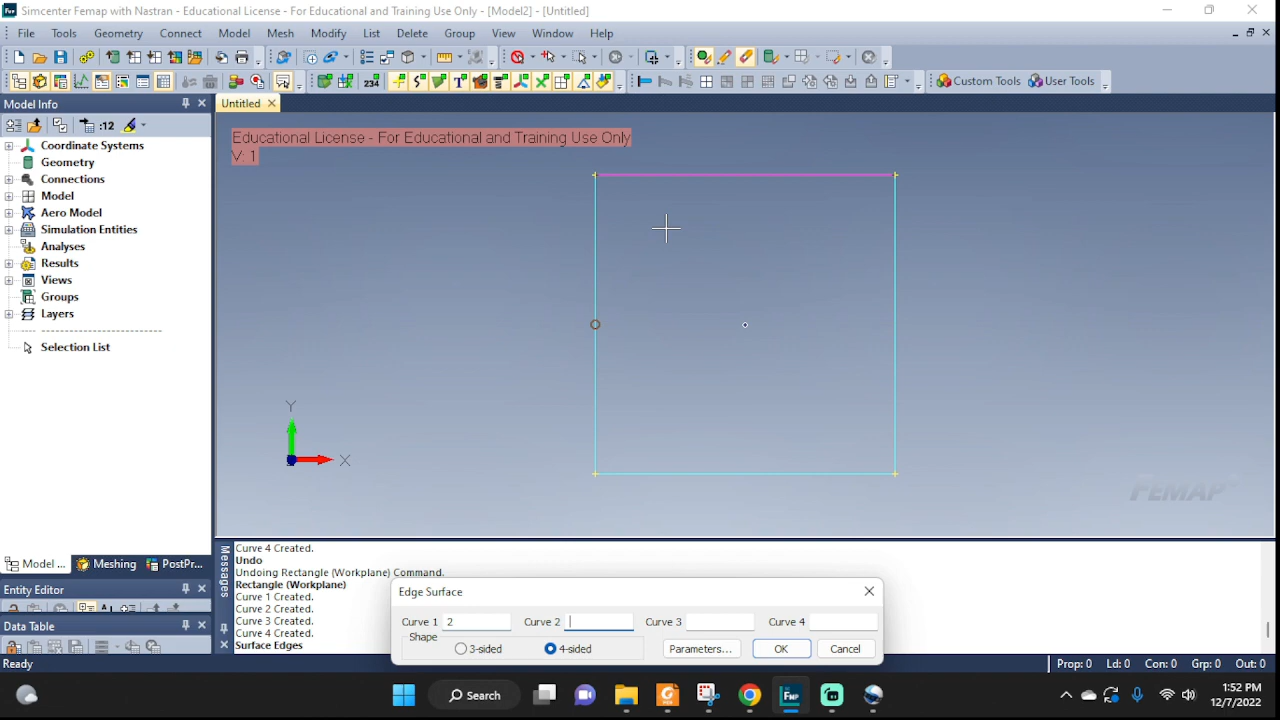 Simcenter Femap with Nastran - Educational License - For Educational and Training Use Only - [Model2] - [Untitled]
File Tools Geometry Connect Model Mesh Modify List Delete Group View Window Help
234 Custom Tools User Tools
Model Info
Untitled
:12
Coordinate Systems
Geometry
Connections
Model
Aero Model
Simulation Entities
Analyses
Results
Views
Groups
Layers
Selection List
Educational License - For Educational and Training Use Only
V: 1
Y
X
FEMAP
Model ... Meshing PostPr...
Entity Editor
Data Table
Messages
Curve 4 Created.
Undo
Undoing Rectangle (Workplane) Command.
Rectangle (Workplane)
Curve 1 Created.
Curve 2 Created.
Curve 3 Created.
Curve 4 Created.
Surface Edges
Edge Surface
Curve 1 2 Curve 2 Curve 3 Curve 4
Shape
3-sided 4-sided Parameters... OK Cancel
Ready Prop: 0 Ld: 0 Con: 0 Grp: 0 Out: 0
Search
1:52 PM
12/7/2022